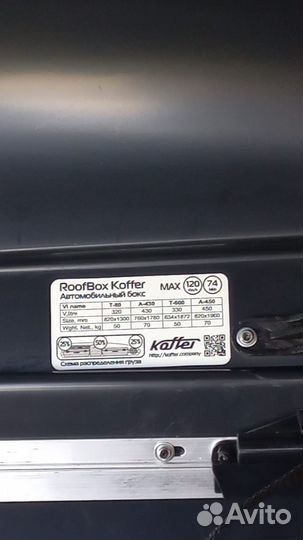 RoofBox Koffer
Автомобильный бокс
MAX 120 74
VI name T-80 A-430 T-600 A-450
V, litre 320 430 330 450
Size, mm 820x1300 760x1780 634x1872 820x1960
Wght. Net., kg 50 70 50 70
25% 50% 25%
Схема распределения груза
Koffer
http://koffer.company
Avito